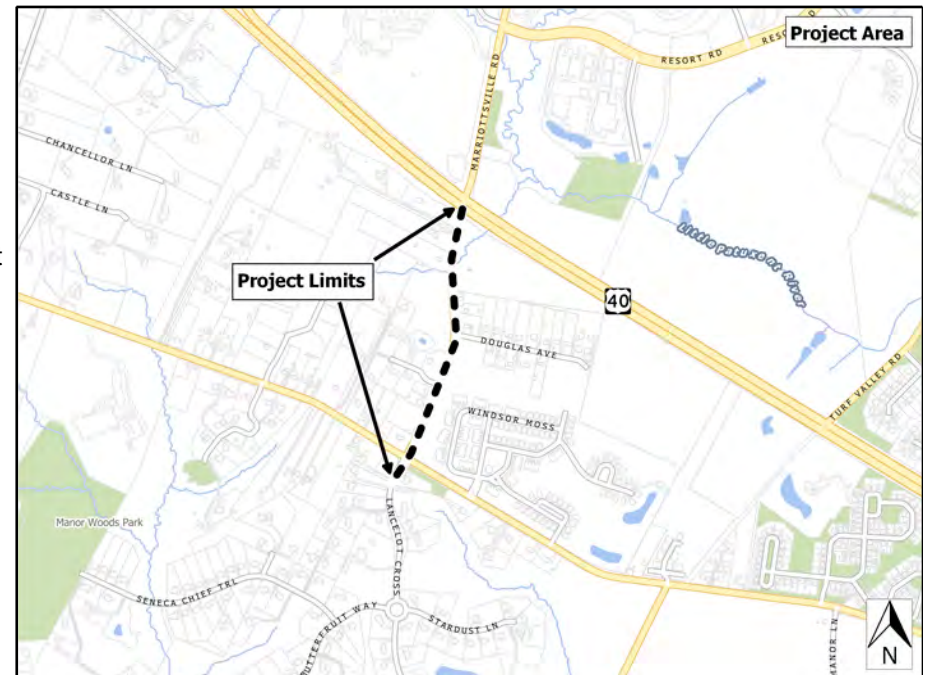 Project Area
RESORT RD
RESO
MARRIOTTSVILLE RD
CHANCELLOR LN
CASTLE LN
Little Patuxent River
Project Limits
40
DOUGLAS AVE
TURF VALLEY RD
WINDSOR MOSS
Manor Woods Park
LANCELOT CROSS
SENECA CHIEF TRL
UTTERFRUIT WAY
STARDUST LN
MANOR LN
N
t